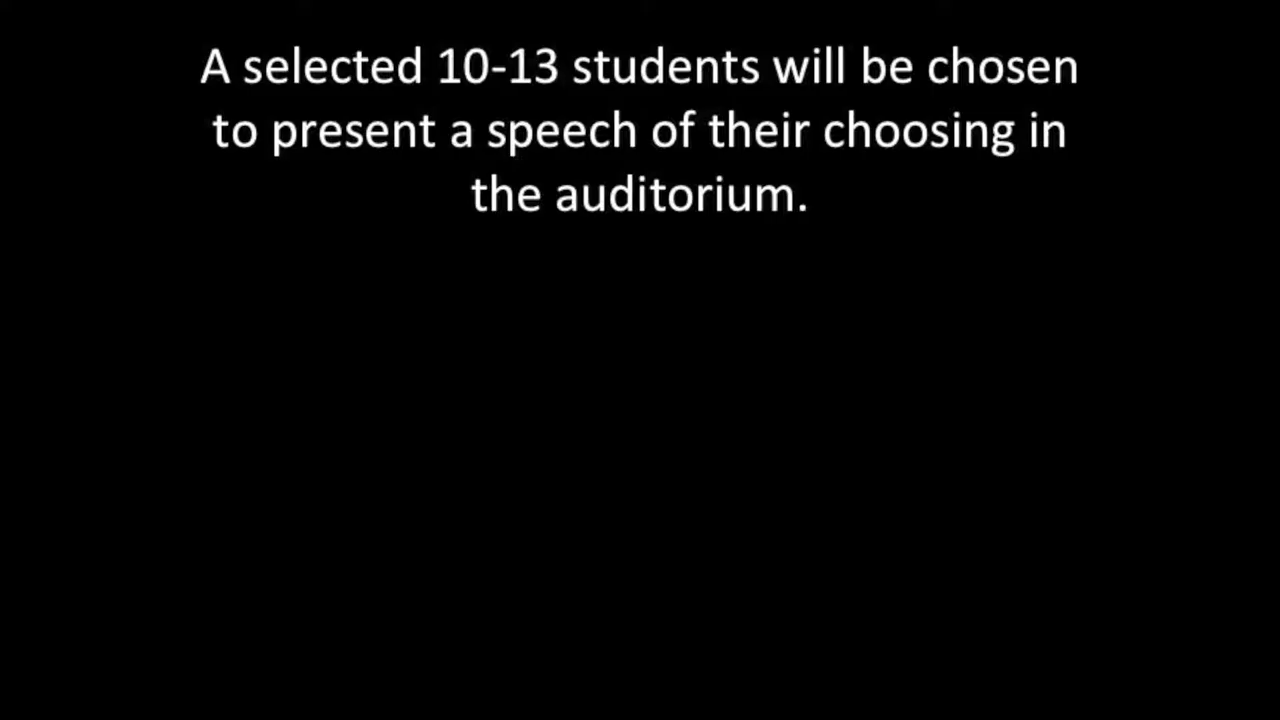 A selected 10-13 students will be chosen
to present a speech of their choosing in
the auditorium.